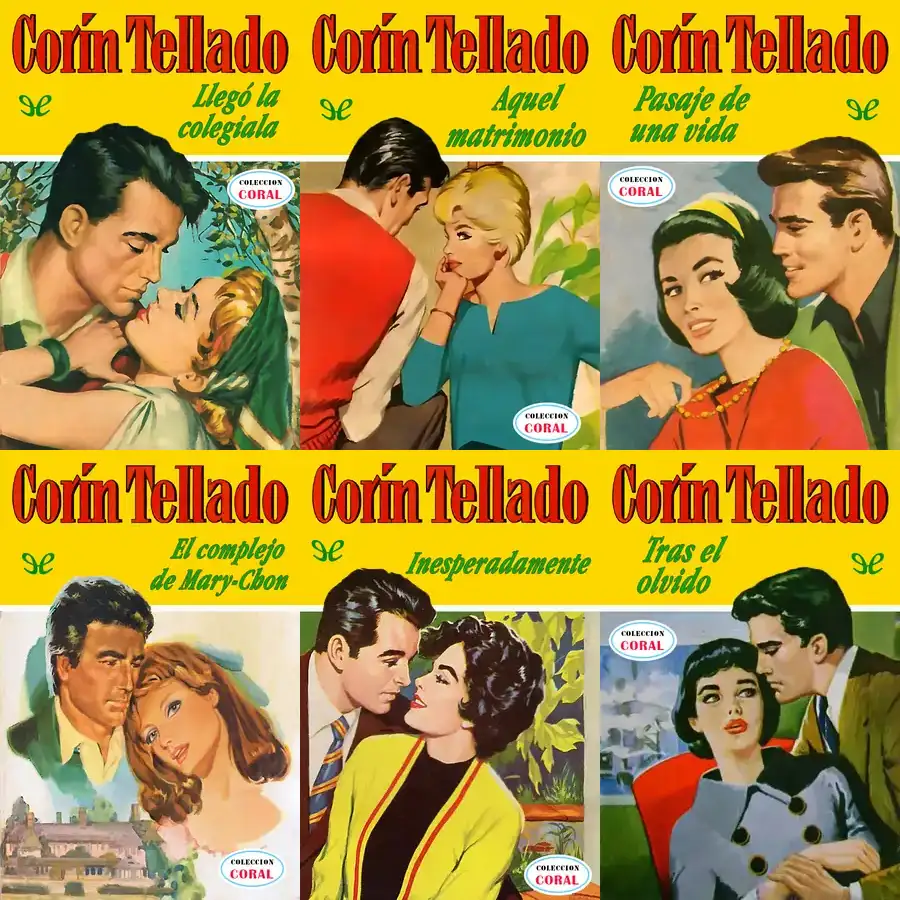 Corín Tellado
Llegó la
colegiala
COLECCION
CORAL
Corín Tellado
Aquel
matrimonio
COLECCION
CORAL
Corín Tellado
Pasaje de
una vida
COLECCION
CORAL
Corín Tellado
El complejo
de Mary-Chon
COLECCION
CORAL
Corín Tellado
Inesperadamente
COLECCION
CORAL
Corín Tellado
Tras el
olvido
COLECCION
CORAL